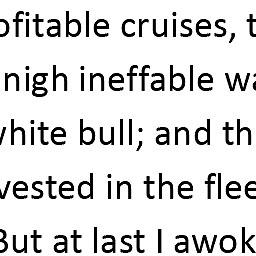 ofitable cruises, t
nigh ineffable wa
white bull; and th
vested in the flee
But at last I awok